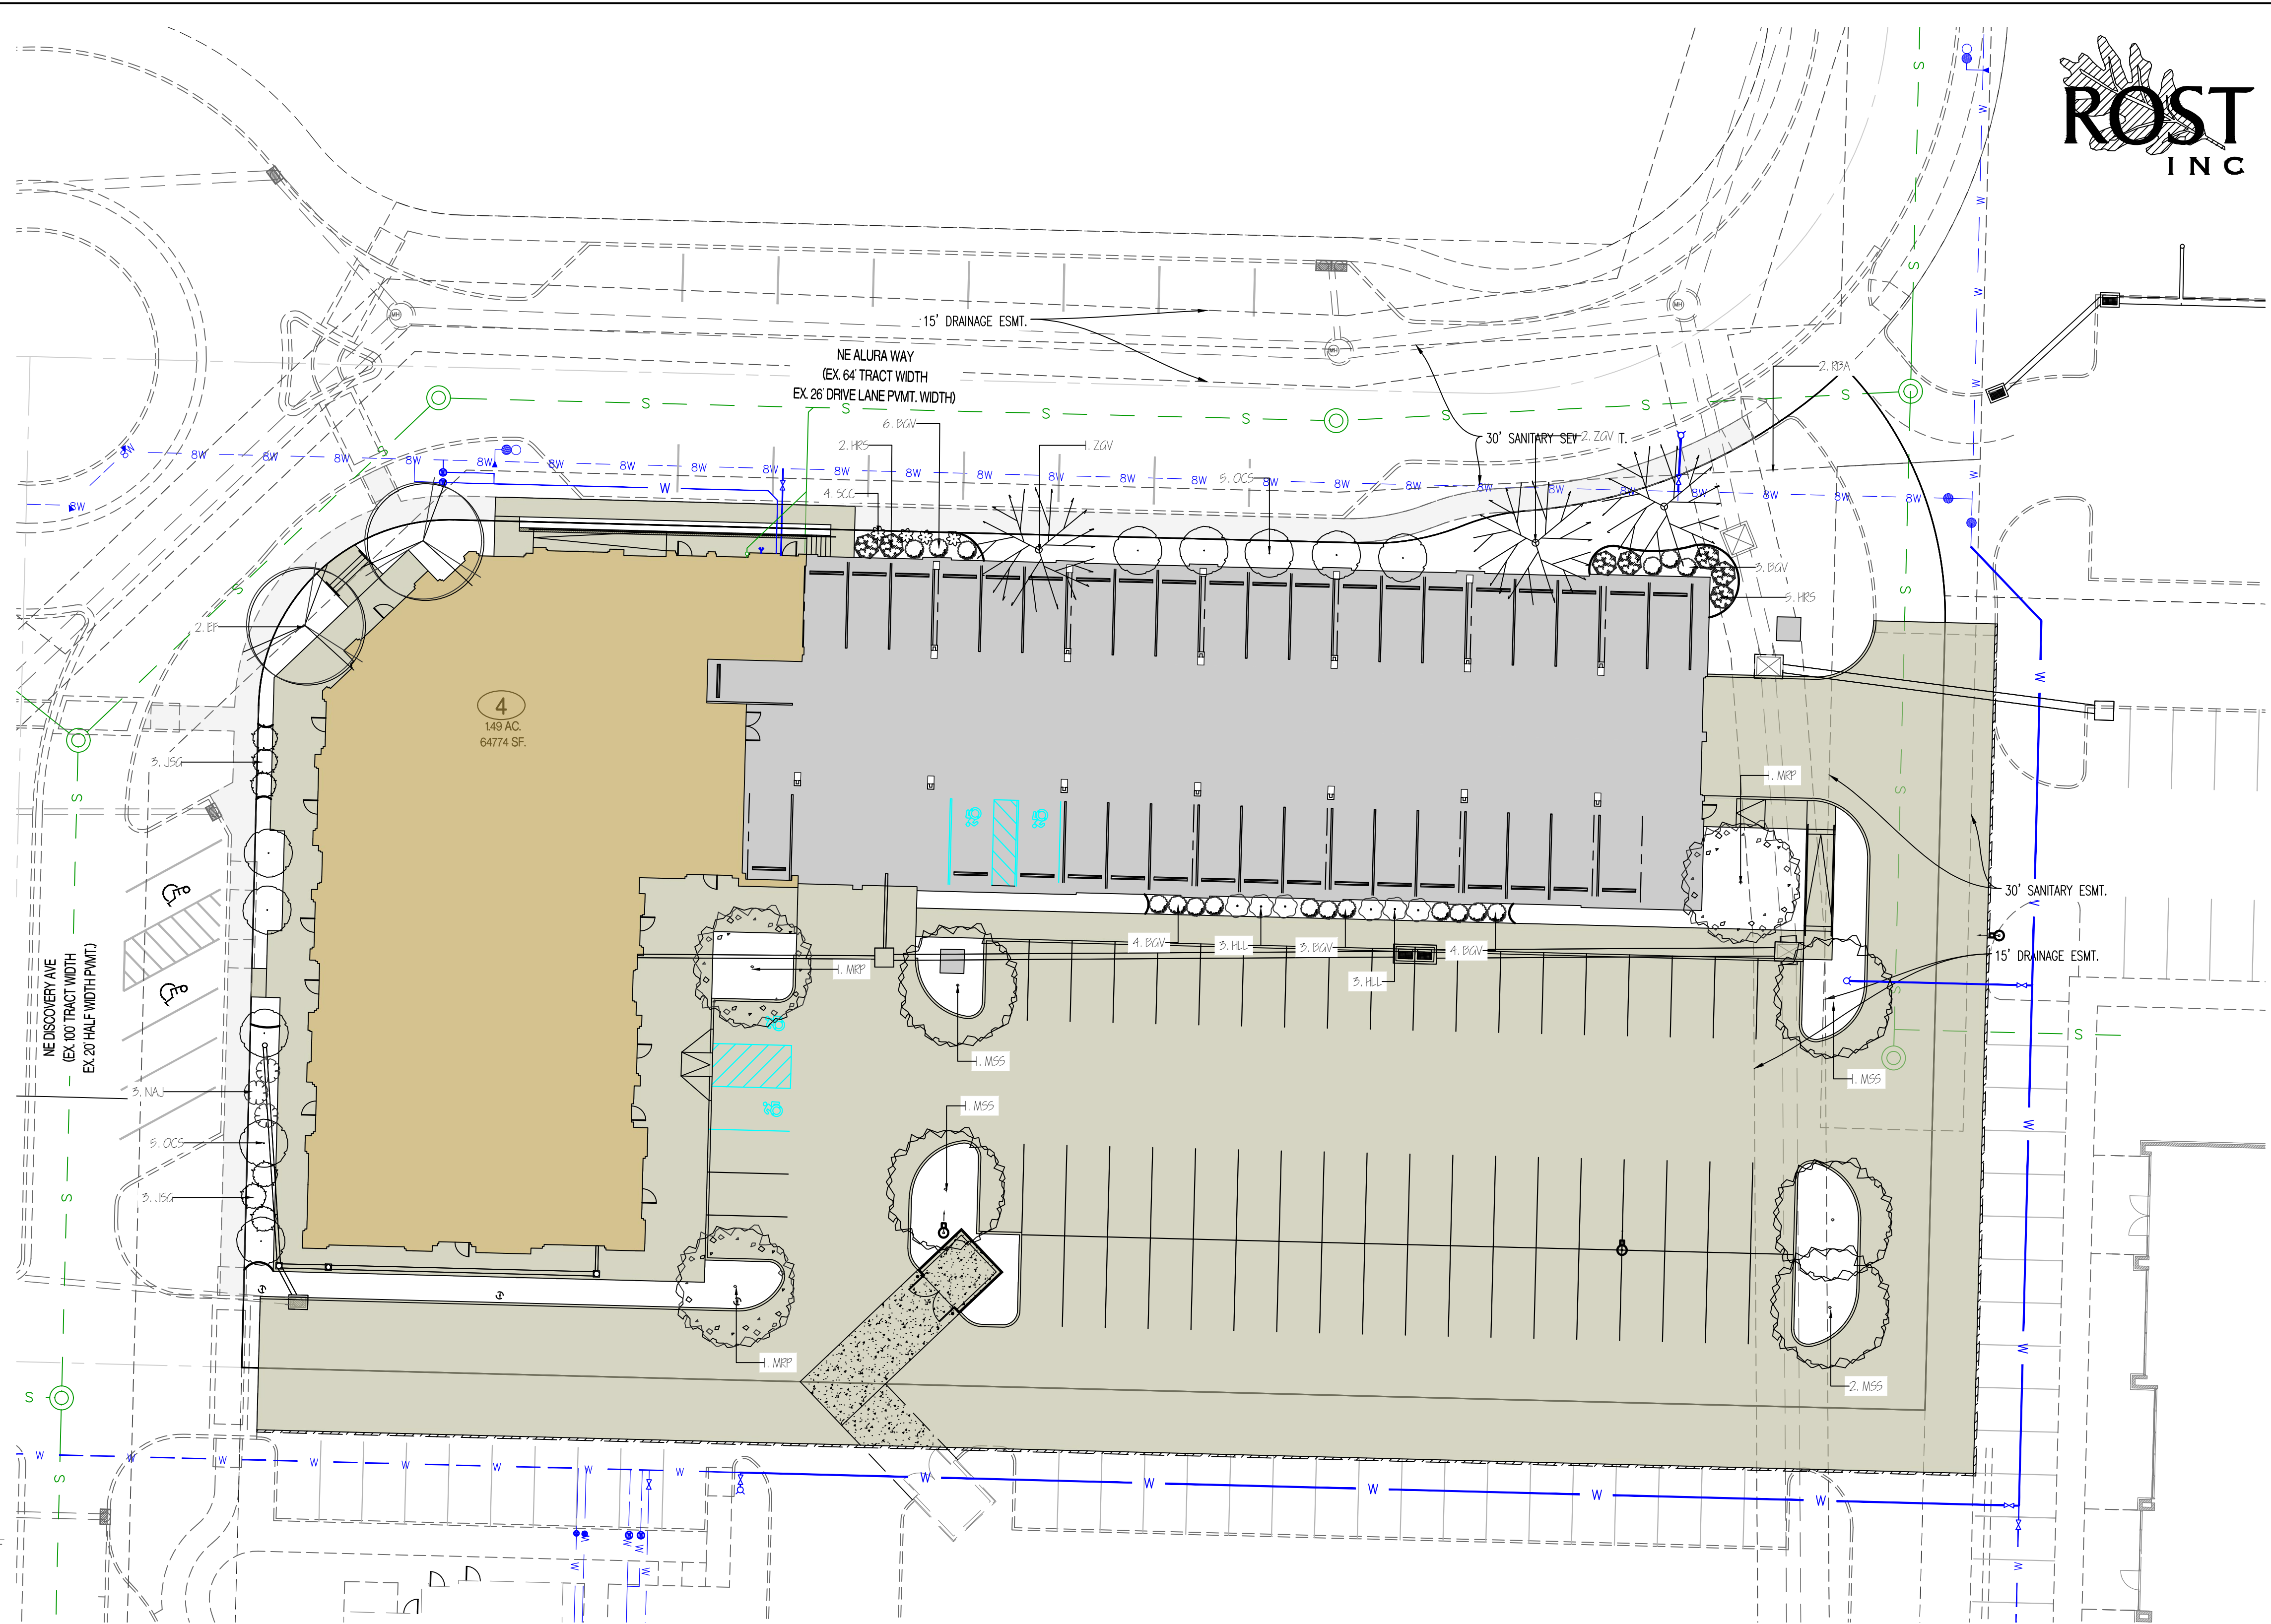 ROST
INC
15' DRAINAGE ESMT.
NE ALURA WAY
(EX. 64' TRACT WIDTH
EX. 26' DRIVE LANE PVMT. WIDTH)
2. RBA
6. BGV
2. HRS
1. ZGV
30' SANITARY SEW
2. ZGV
T.
4. SCC
5. OCS
3. BGV
5. HRS
2. EF
4
1.49 AC.
64774 SF.
3. JSG
1. MRP
30' SANITARY ESMT.
4. BGV
3. HLL
3. BGV
4. BGV
15' DRAINAGE ESMT.
1. MRP
3. HLL
NE DISCOVERY AVE
(EX. 100' TRACT WIDTH
EX. 20' HALF WIDTH PVMT.)
1. MSS
1. MSS
3. NAJ
1. MSS
5. OCS
3. JSG
1. MRP
2. MSS
S
W
8W
MH